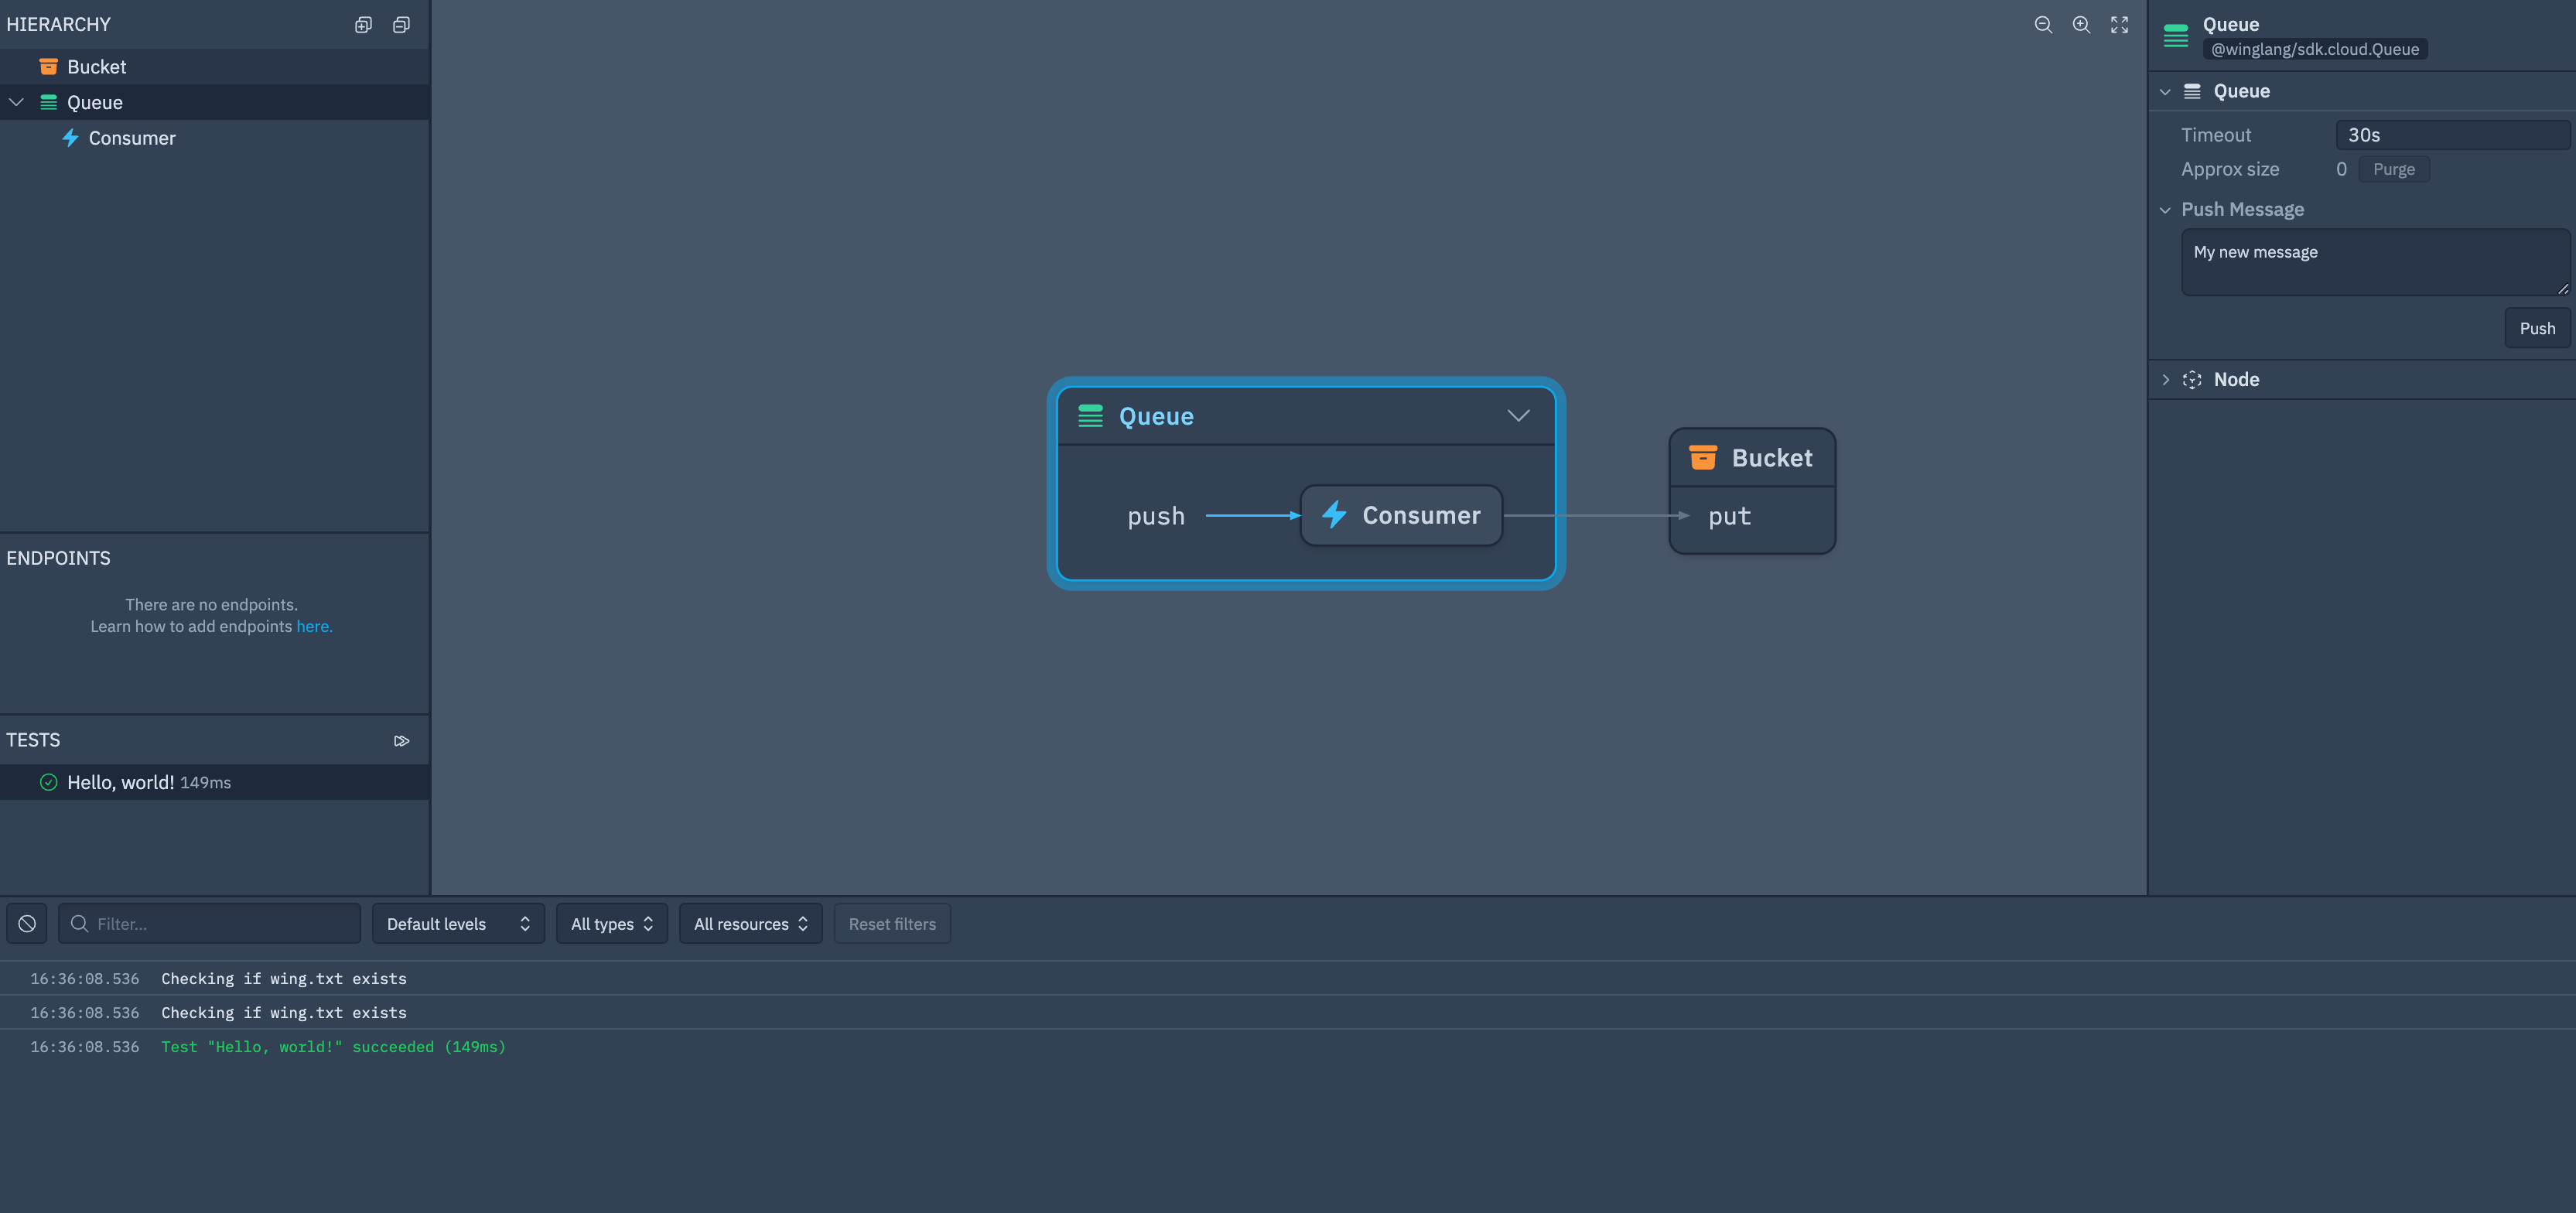 HIERARCHY
Bucket
Queue
Consumer
ENDPOINTS
There are no endpoints.
Learn how to add endpoints here.
TESTS
Hello, world! 149ms
Queue
push
Consumer
Bucket
put
Queue
@winglang/sdk.cloud.Queue
Queue
Timeout 30s
Approx size 0 Purge
Push Message
My new message
Push
Node
Filter... Default levels All types All resources Reset filters
16:36:08.536 Checking if wing.txt exists
16:36:08.536 Checking if wing.txt exists
16:36:08.536 Test "Hello, world!" succeeded (149ms)